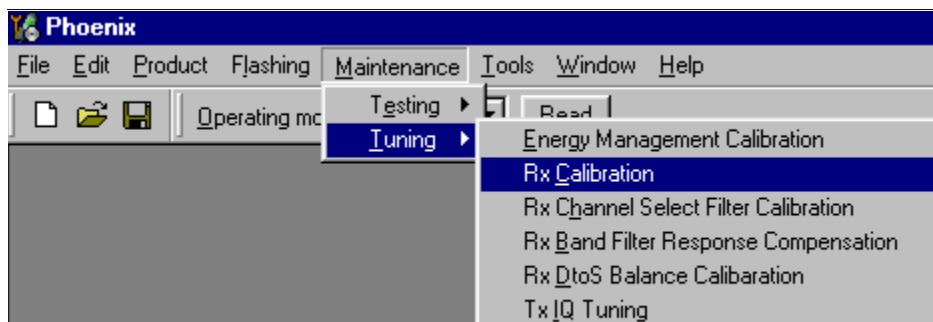 Phoenix
File Edit Product Flashing Maintenance Tools Window Help
Operating mo Read
Testing
Tuning
Energy Management Calibration
Rx Calibration
Rx Channel Select Filter Calibration
Rx Band Filter Response Compensation
Rx DtoS Balance Calibaration
Tx IQ Tuning